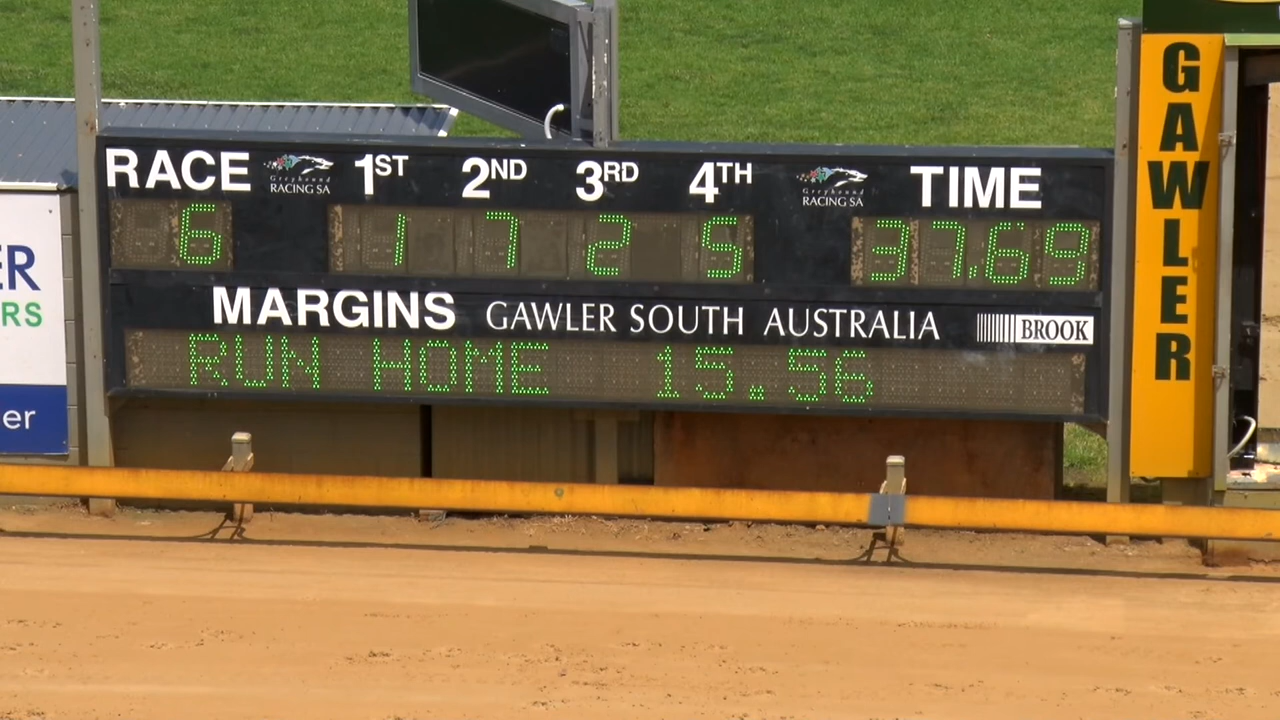 RACE 1ST 2ND 3RD 4TH TIME
Greyhound RACING SA
Greyhound RACING SA
6 1 7 2 5 37.69
MARGINS GAWLER SOUTH AUSTRALIA BROOK
RUN HOME 15.56
GAWLER
ER
RS
er